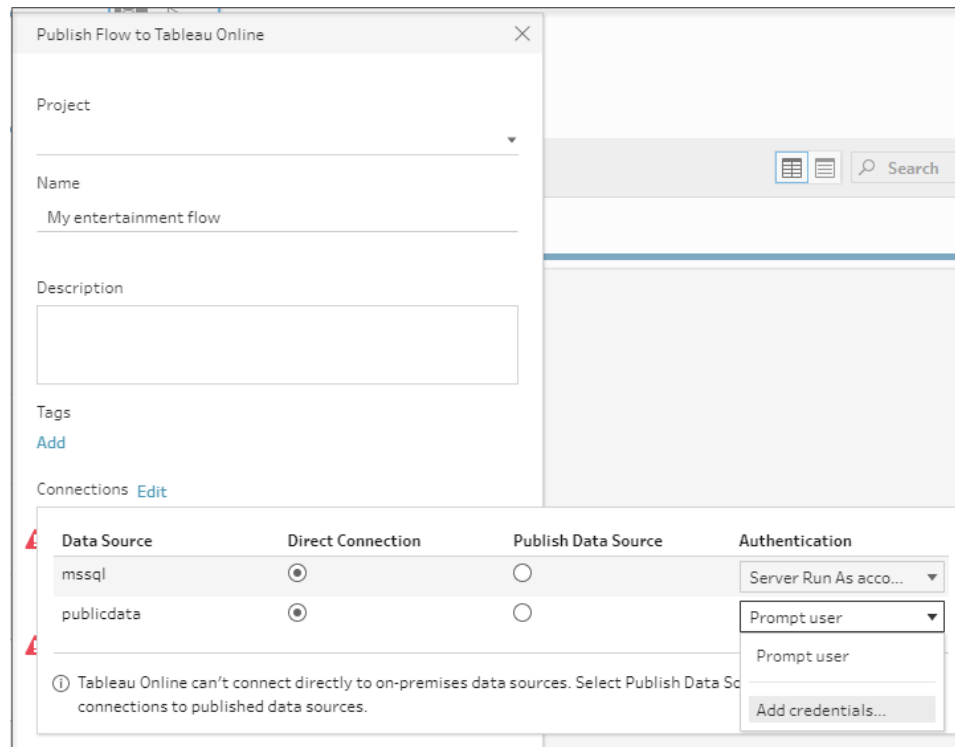 Publish Flow to Tableau Online
Project
Search
Name
My entertainment flow
Description
Tags
Add
Connections Edit
Data Source Direct Connection Publish Data Source Authentication
mssql Server Run As acco...
publicdata Prompt user
Prompt user
Tableau Online can't connect directly to on-premises data sources. Select Publish Data
connections to published data sources.
Add credentials...